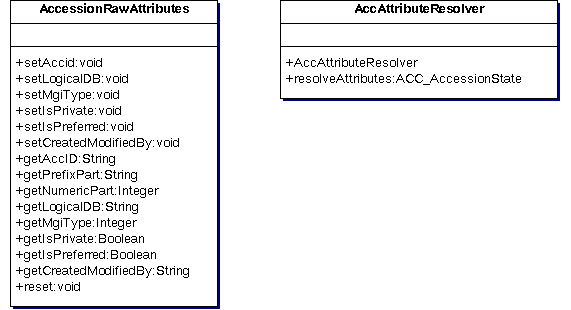 AccessionRawAttributes
+setAccid:void
+setLogicalDB:void
+setMgiType:void
+setIsPrivate:void
+setIsPreferred:void
+setCreatedModifiedBy:void
+getAccID:String
+getPrefixPart:String
+getNumericPart:Integer
+getLogicalDB:String
+getMgiType:Integer
+getIsPrivate:Boolean
+getIsPreferred:Boolean
+getCreatedModifiedBy:String
+reset:void
AccAttributeResolver
+AccAttributeResolver
+resolveAttributes:ACC_AccessionState